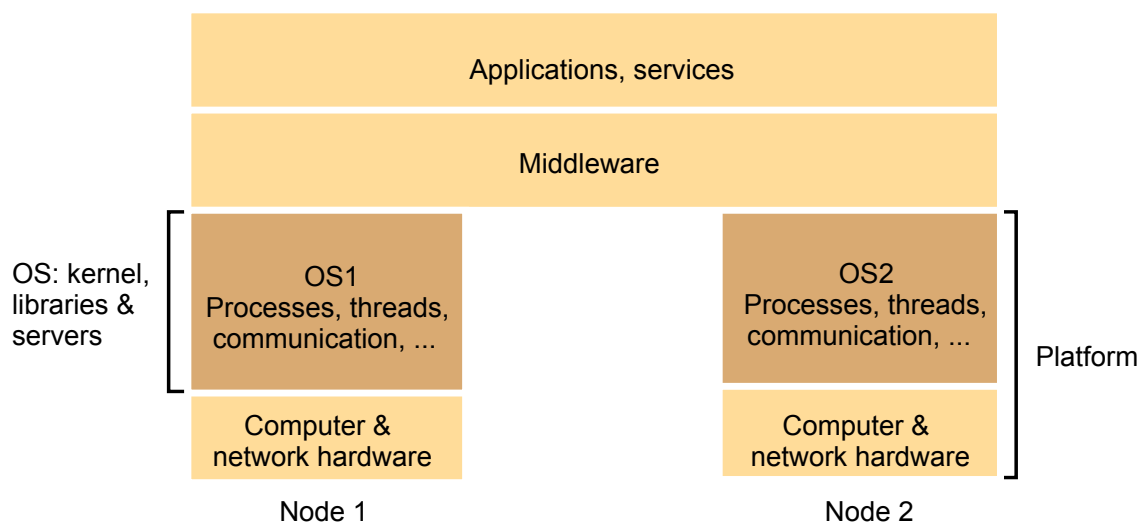 Applications, services
Middleware
OS: kernel,
libraries &
servers
OS1
Processes, threads,
communication, ...
OS2
Processes, threads,
communication, ...
Platform
Computer &
network hardware
Computer &
network hardware
Node 1
Node 2